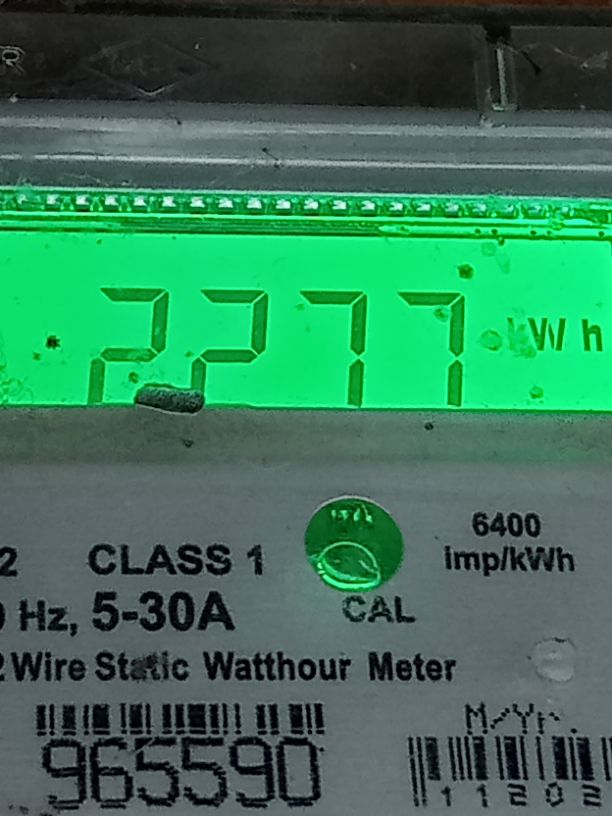 R
2277 kWh
2 CLASS 1
6400
imp/kWh
0 Hz, 5-30A
CAL
2 Wire Static Watthour Meter
M/Yr.
965590
11202